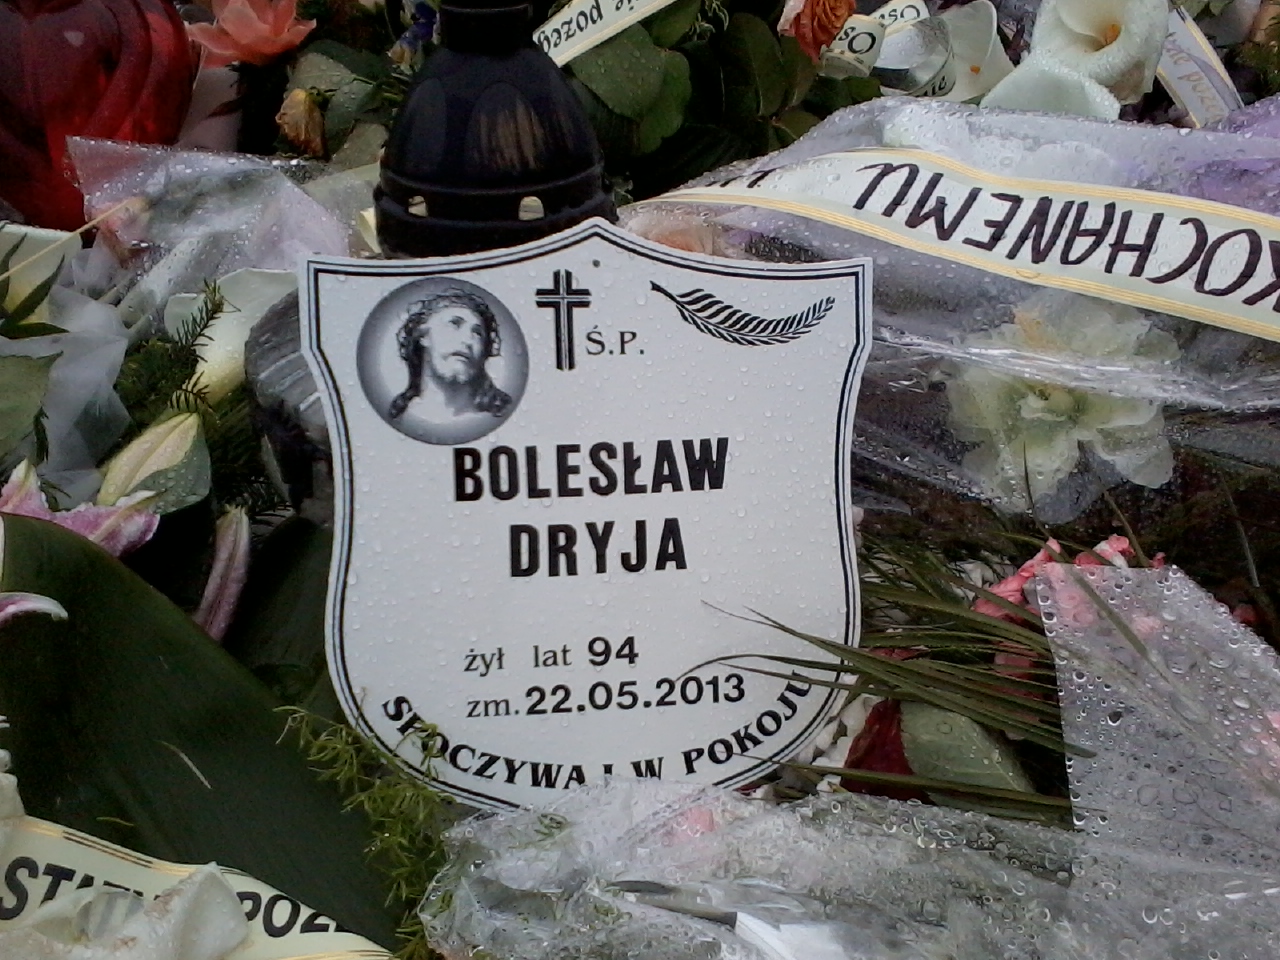 Ś.P.
BOLESŁAW
DRYJA
żył lat 94
zm. 22.05.2013
SPOCZYWAJ W POKOJU
KOCHANEMU